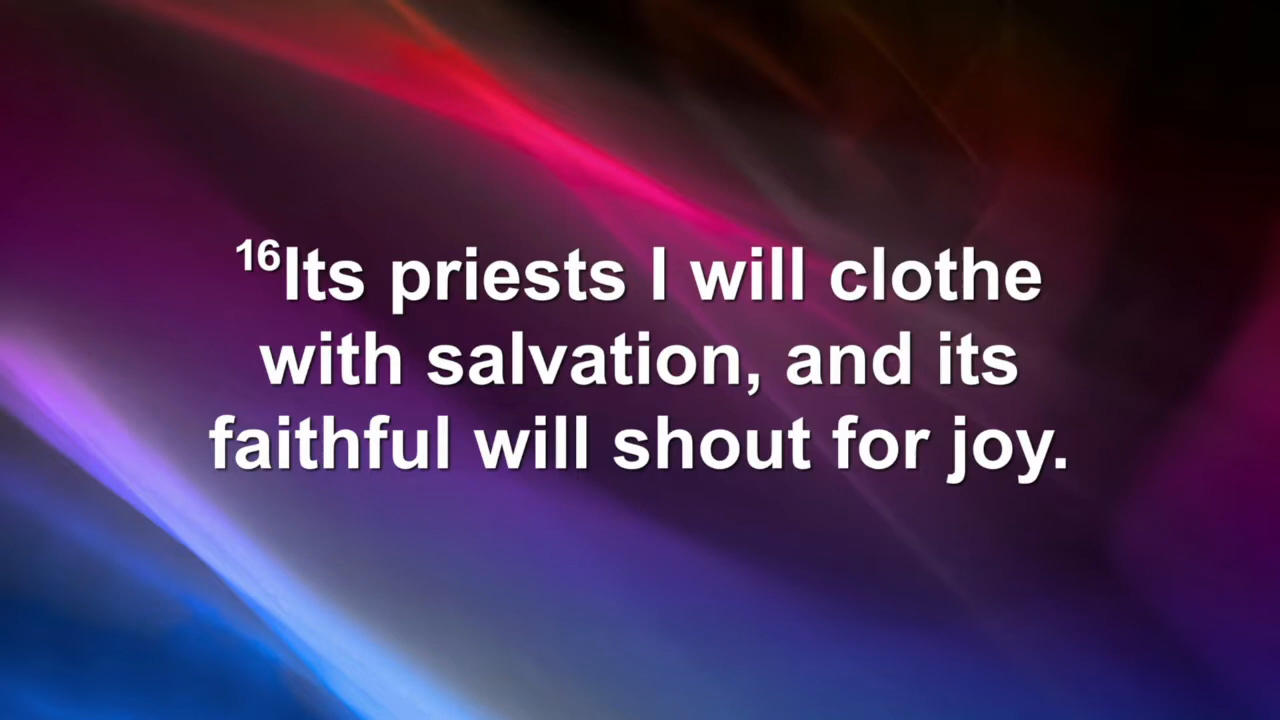 ¹⁶Its priests I will clothe
with salvation, and its
faithful will shout for joy.